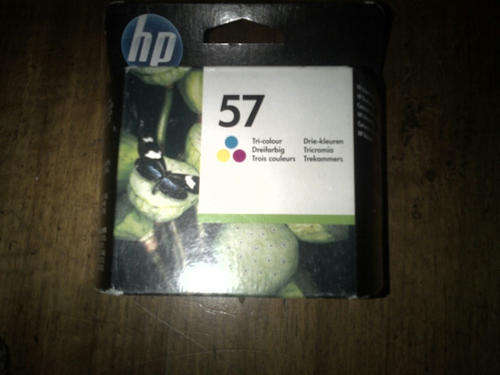 hp
57
Tri-colour Drie-kleuren
Dreifarbig Tricromia
Trois couleurs Trekammers